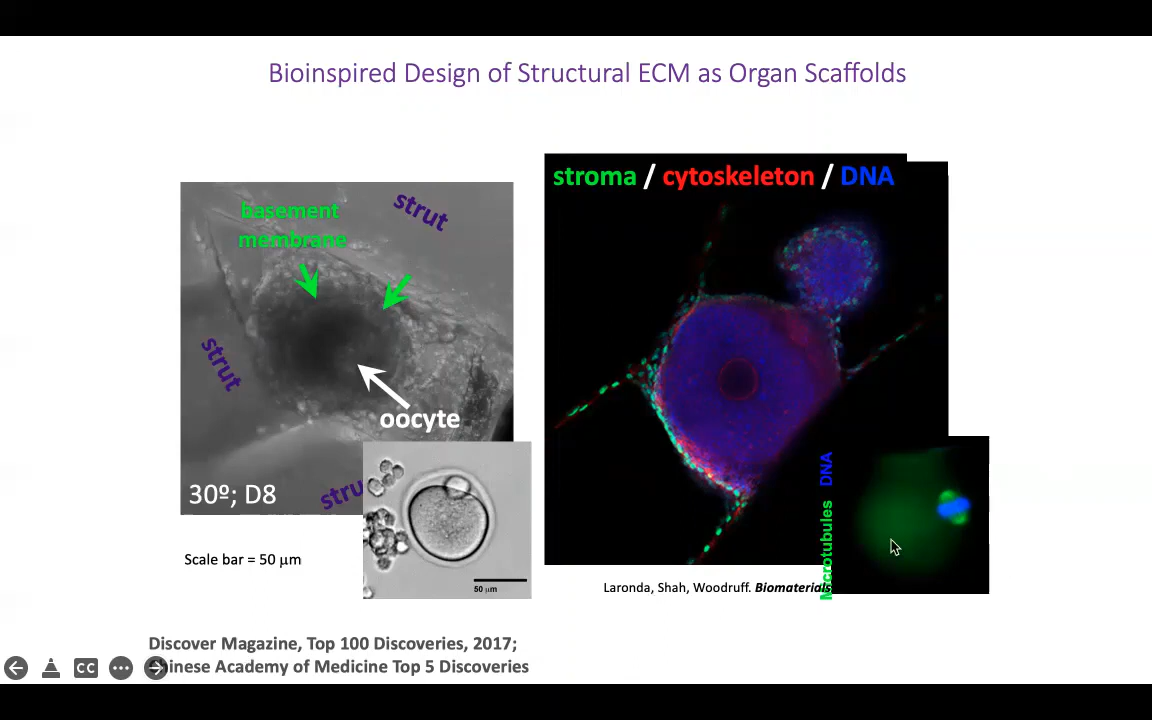 Bioinspired Design of Structural ECM as Organ Scaffolds
basement
membrane
strut
strut
oocyte
30º; D8
stru
50 µm
Scale bar = 50 µm
stroma / cytoskeleton / DNA
Microtubules DNA
Laronda, Shah, Woodruff. Biomaterials
Discover Magazine, Top 100 Discoveries, 2017;
Chinese Academy of Medicine Top 5 Discoveries
CC